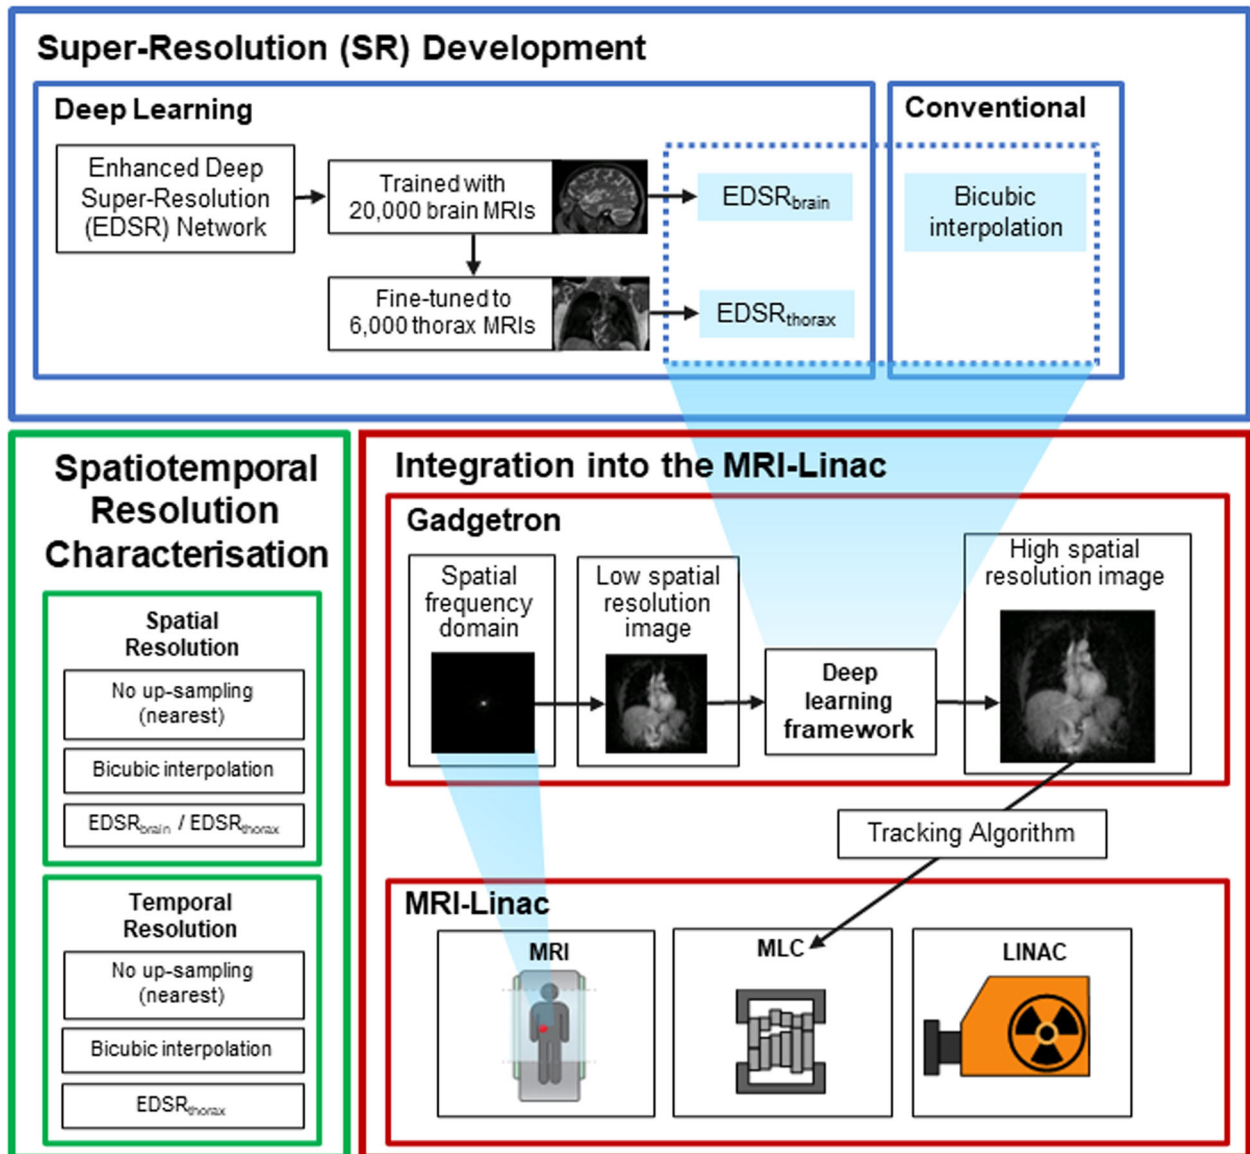 Super-Resolution (SR) Development
Deep Learning
Enhanced Deep
Super-Resolution
(EDSR) Network
Trained with
20,000 brain MRIs
EDSRbrain
Fine-tuned to
6,000 thorax MRIs
EDSRthorax
Conventional
Bicubic
interpolation
Spatiotemporal
Resolution
Characterisation
Spatial
Resolution
No up-sampling
(nearest)
Bicubic interpolation
EDSRbrain / EDSRthorax
Temporal
Resolution
No up-sampling
(nearest)
Bicubic interpolation
EDSRthorax
Integration into the MRI-Linac
Gadgetron
Spatial
frequency
domain
Low spatial
resolution
image
Deep
learning
framework
High spatial
resolution image
Tracking Algorithm
MRI-Linac
MRI
MLC
LINAC